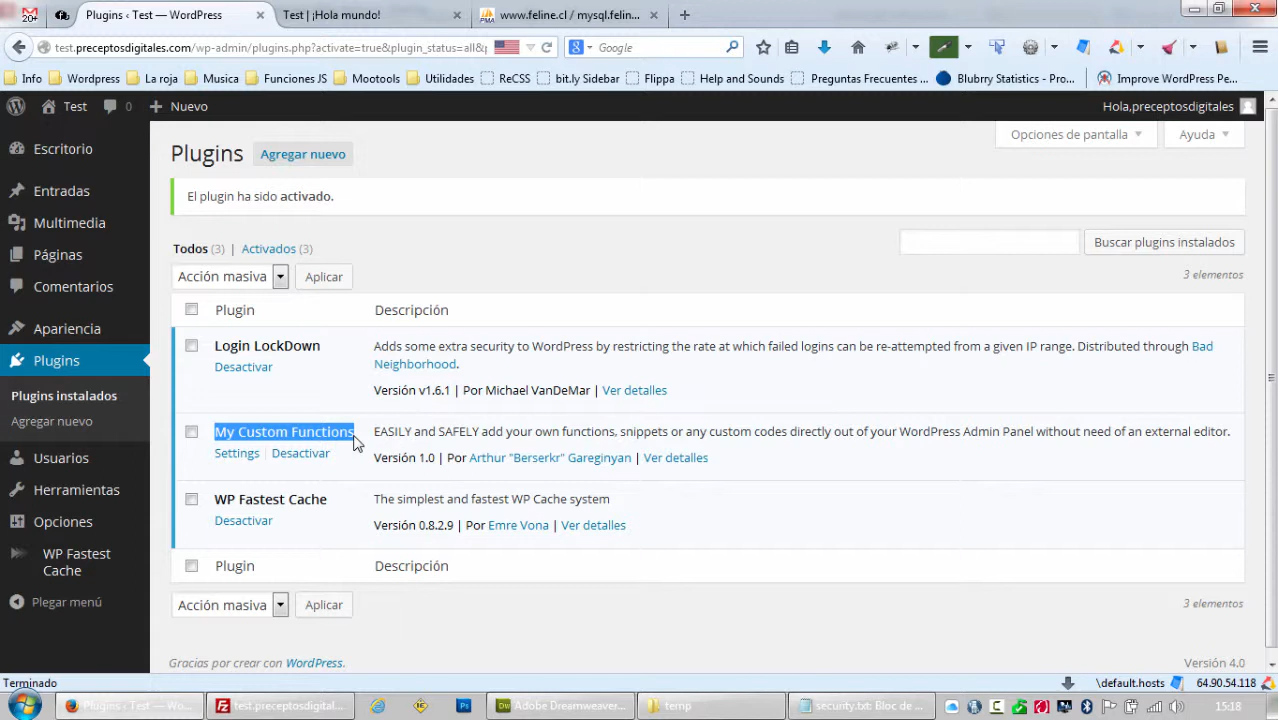 20+
Plugins ‹ Test — WordPress
Test | ¡Hola mundo!
www.feline.cl / mysql.felin...
test.preceptosdigitales.com/wp-admin/plugins.php?activate=true&plugin_status=all&p
Google
Info
Wordpress
La roja
Musica
Funciones JS
Mootools
Utilidades
ReCSS
bit.ly Sidebar
Flippa
Help and Sounds
Preguntas Frecuentes ...
Blubrry Statistics - Pro...
Improve WordPress Pe...
Test
0
Nuevo
Hola,preceptosdigitales
Escritorio
Entradas
Multimedia
Páginas
Comentarios
Apariencia
Plugins
Plugins instalados
Agregar nuevo
Usuarios
Herramientas
Opciones
WP Fastest
Cache
Plegar menú
Opciones de pantalla
Ayuda
Plugins
Agregar nuevo
El plugin ha sido activado.
Todos (3) | Activados (3)
Buscar plugins instalados
Acción masiva
Aplicar
3 elementos
Plugin
Descripción
Login LockDown
Desactivar
Adds some extra security to WordPress by restricting the rate at which failed logins can be re-attempted from a given IP range. Distributed through Bad
Neighborhood.
Versión v1.6.1 | Por Michael VanDeMar | Ver detalles
My Custom Functions
Settings | Desactivar
EASILY and SAFELY add your own functions, snippets or any custom codes directly out of your WordPress Admin Panel without need of an external editor.
Versión 1.0 | Por Arthur "Berserkr" Gareginyan | Ver detalles
WP Fastest Cache
Desactivar
The simplest and fastest WP Cache system
Versión 0.8.2.9 | Por Emre Vona | Ver detalles
Plugin
Descripción
Acción masiva
Aplicar
3 elementos
Gracias por crear con WordPress.
Versión 4.0
Terminado
\default.hosts
64.90.54.118
Plugins ‹ Test — Wo...
test.preceptosdigital...
Adobe Dreamweaver...
temp
security.txt: Bloc de ...
15:18